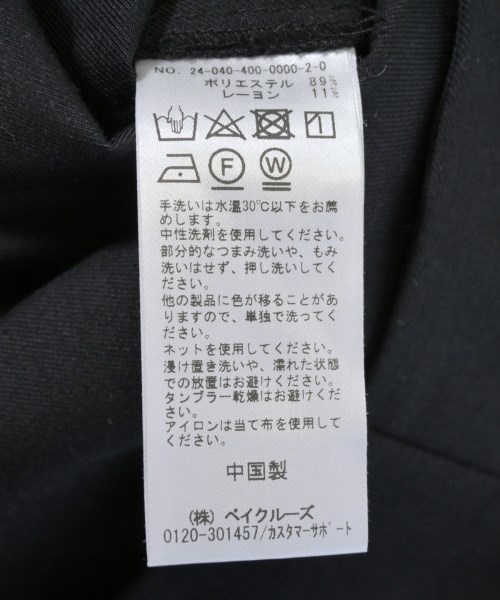 NO. 24-040-400-0000-2-0
ポリエステル 89%
レーヨン 11%
F W
手洗いは水温30℃以下をお薦
めします。
中性洗剤を使用してください。
部分的なつまみ洗いや、もみ
洗いはせず、押し洗いしてく
ださい。
他の製品に色が移ることがあ
りますので、単独で洗ってく
ださい。
ネットを使用してください。
浸け置き洗いや、濡れた状態
での放置はお避けください。
タンブラー乾燥はお避けくだ
さい。
アイロンは当て布を使用して
ください。
中国製
(株) ベイクルーズ
0120-301457/カスタマーサポート